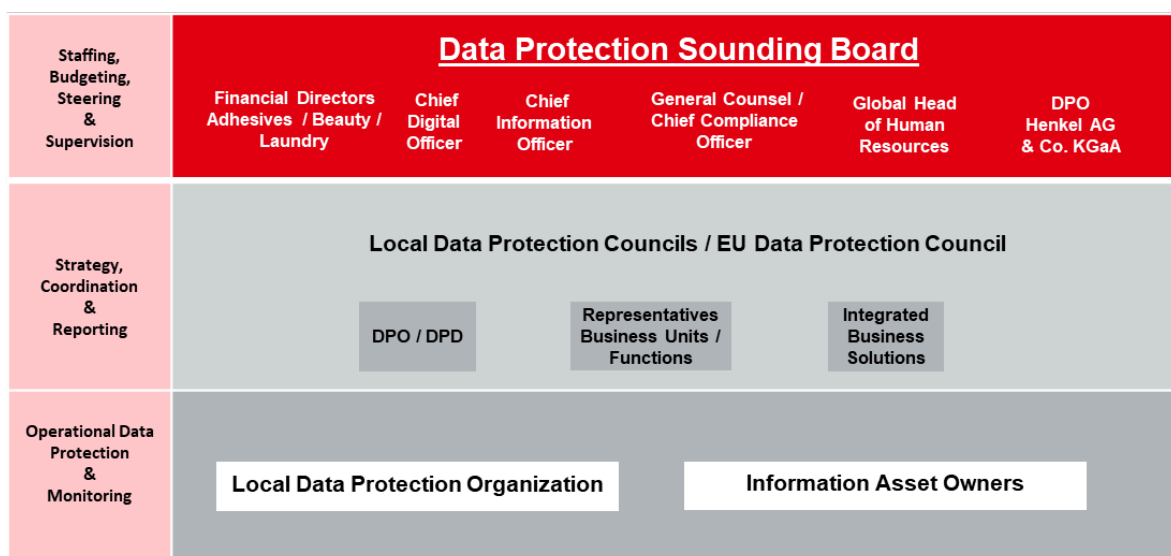 Staffing,
Budgeting,
Steering
&
Supervision
Data Protection Sounding Board
Financial Directors
Adhesives / Beauty /
Laundry
Chief
Digital
Officer
Chief
Information
Officer
General Counsel /
Chief Compliance
Officer
Global Head
of Human
Resources
DPO
Henkel AG
& Co. KGaA
Strategy,
Coordination
&
Reporting
Local Data Protection Councils / EU Data Protection Council
DPO / DPD
Representatives
Business Units /
Functions
Integrated
Business
Solutions
Operational Data
Protection
&
Monitoring
Local Data Protection Organization
Information Asset Owners